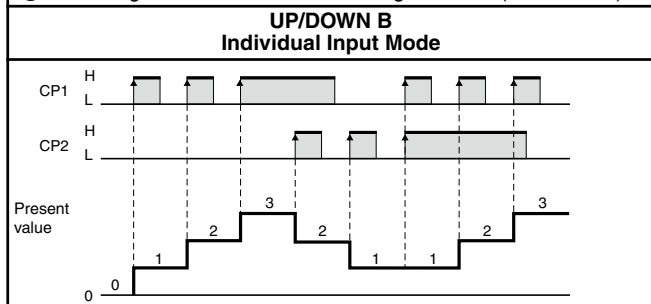 UP/DOWN B
Individual Input Mode
CP1 H
L
CP2 H
L
Present
value
3 3
2 2 2
1 1 1
0
0